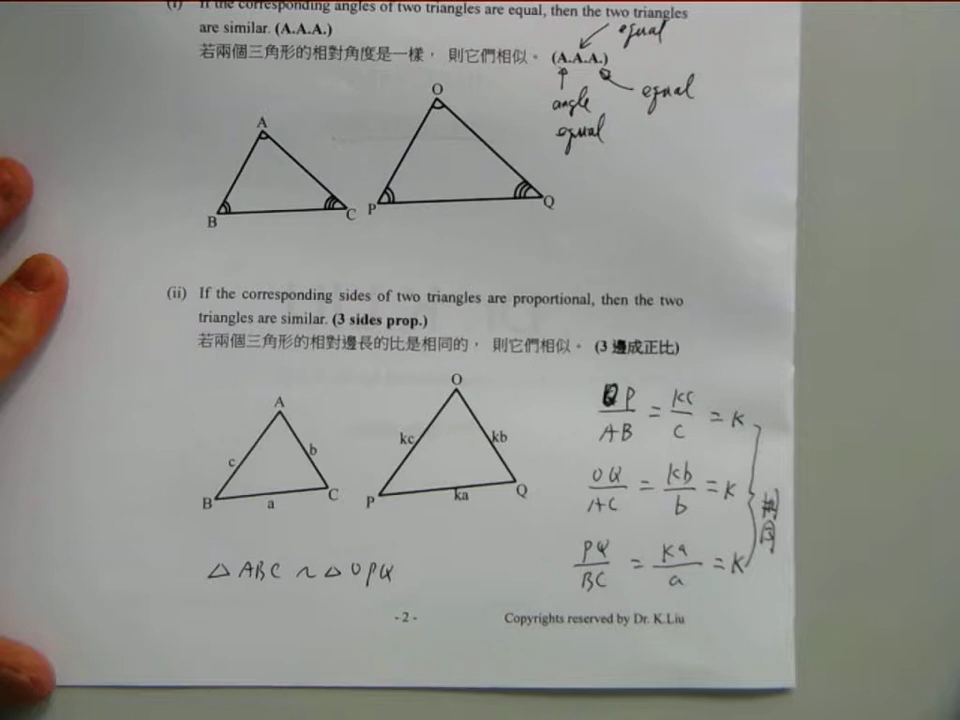 (i) If the corresponding angles of two triangles are equal, then the two triangles
are similar. (A.A.A.)
equal
若兩個三角形的相對角度是一樣， 則它們相似。 (A.A.A.)
angle
equal
equal
O
A
B
C
P
Q
(ii) If the corresponding sides of two triangles are proportional, then the two
triangles are similar. (3 sides prop.)
若兩個三角形的相對邊長的比是相同的， 則它們相似。 (3 邊成正比)
O
A
kc
kb
c
b
B
a
C
P
ka
Q
OP/AB = kc/c = K
OQ/AC = kb/b = K
相同
PQ/BC = ka/a = K
△ ABC ~ △ OPQ
- 2 -
Copyrights reserved by Dr. K.Liu